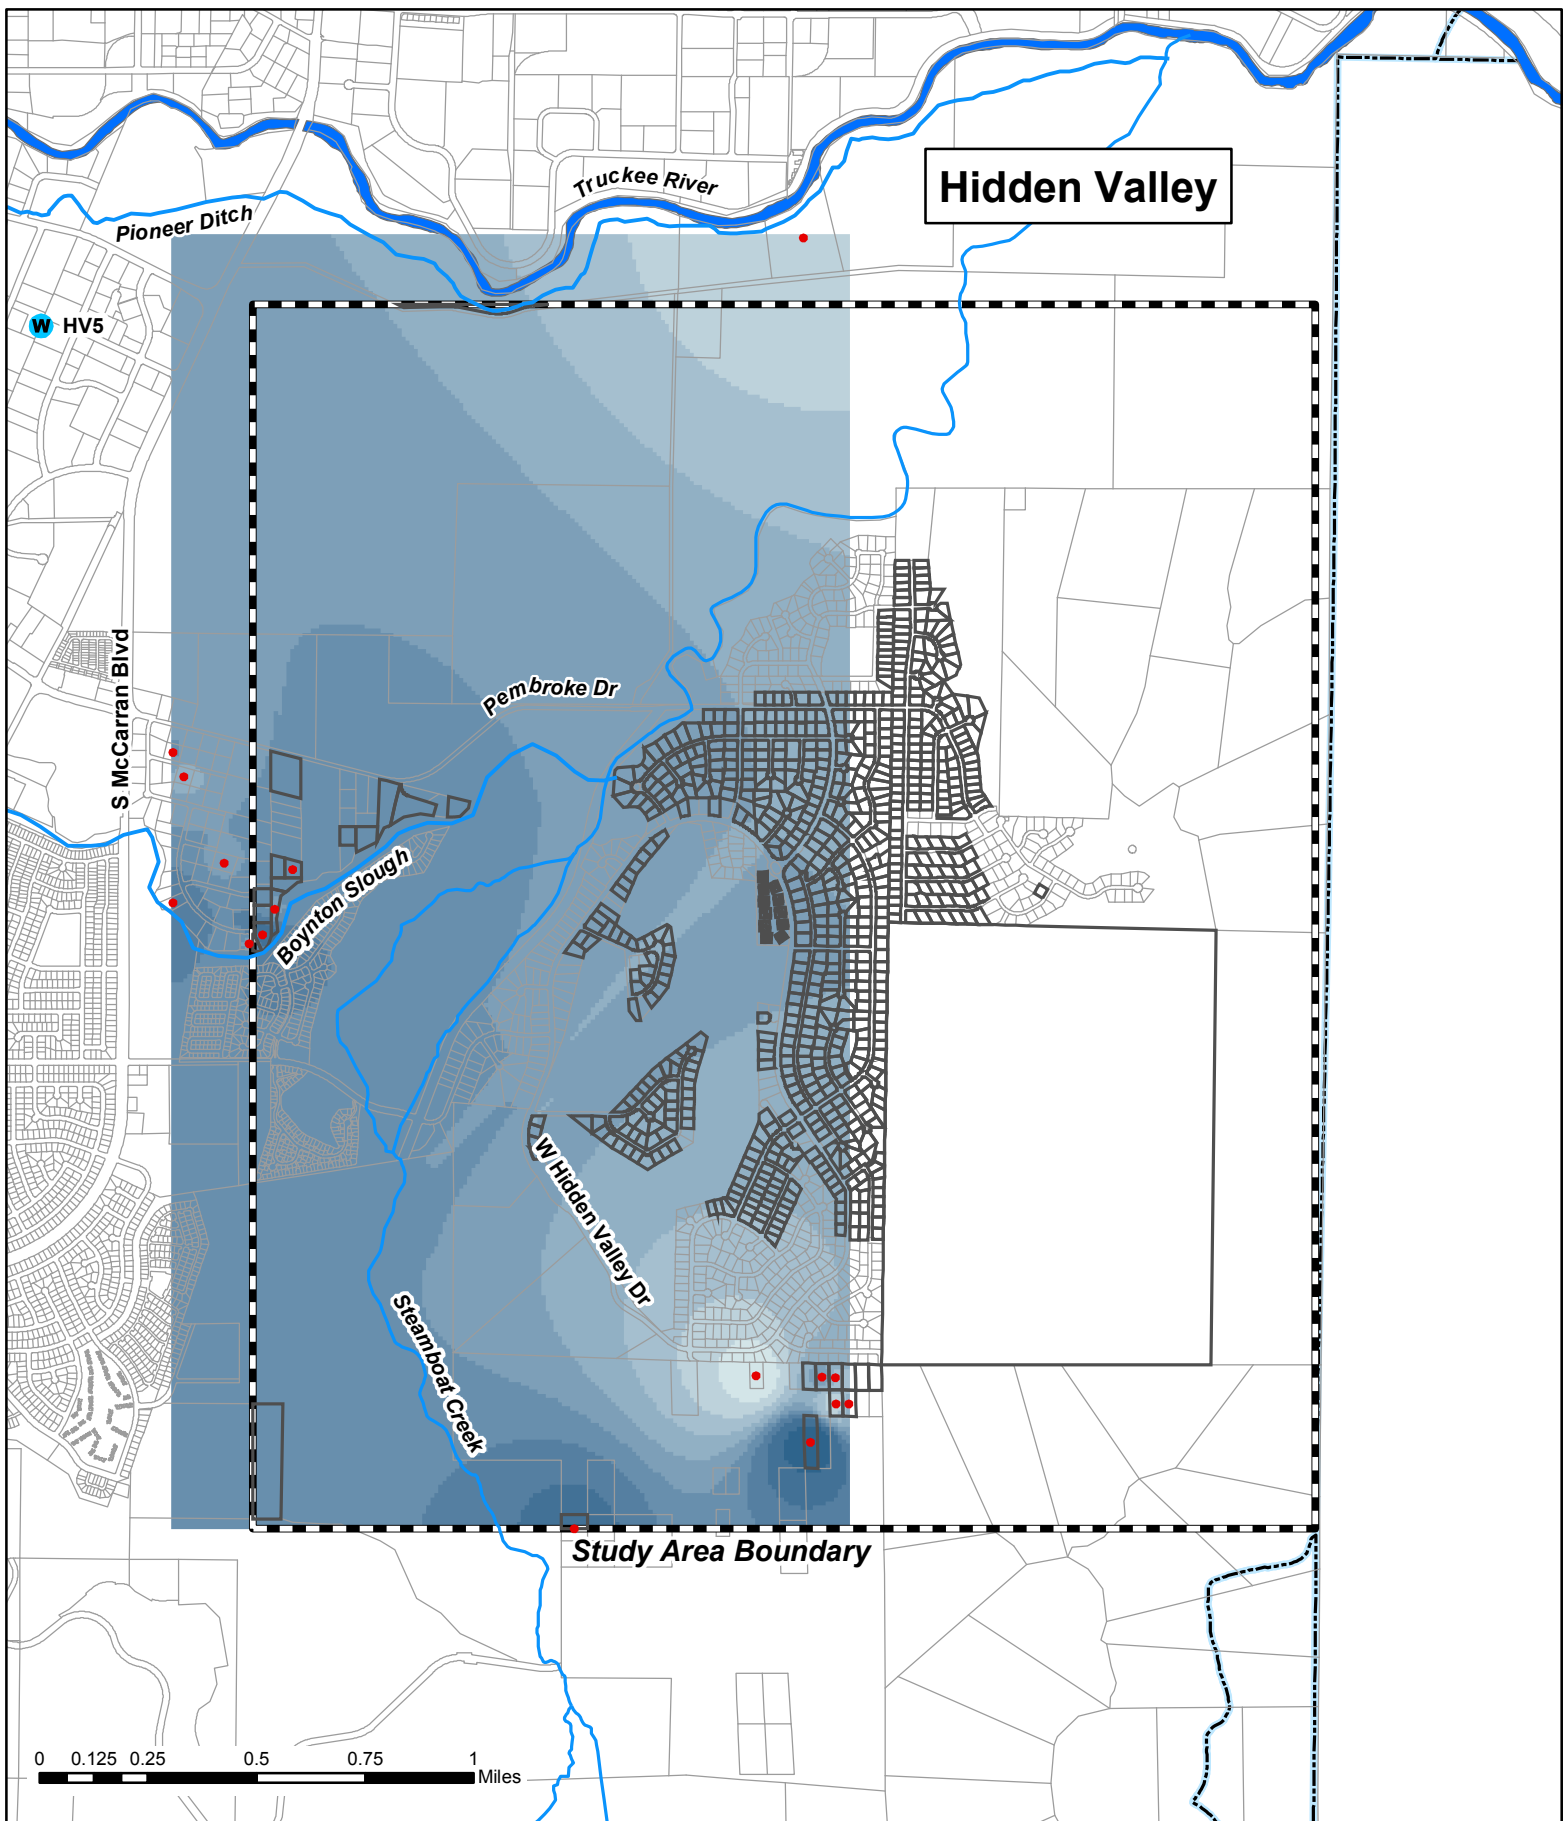 Truckee River
Hidden Valley
Pioneer Ditch
W HV5
S McCarran Blvd
Pembroke Dr
Boynton Slough
W Hidden Valley Dr
Steamboat Creek
Study Area Boundary
0 0.125 0.25 0.5 0.75 1
Miles